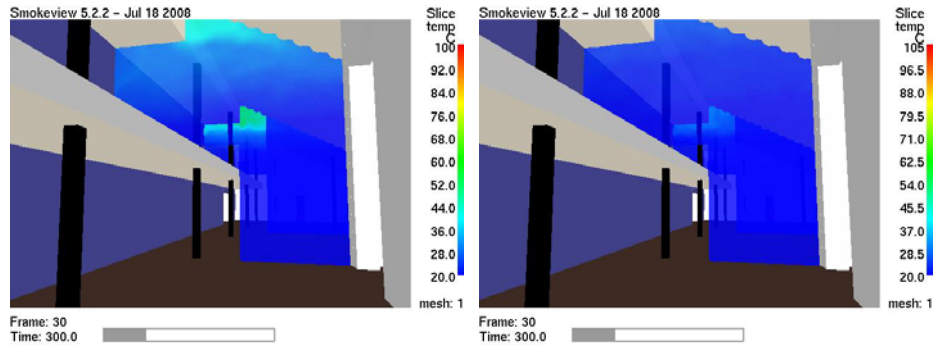 Smokeview 5.2.2 – Jul 18 2008
Slice
temp
C
100
92.0
84.0
76.0
68.0
60.0
52.0
44.0
36.0
28.0
20.0
mesh: 1
Frame: 30
Time: 300.0
Smokeview 5.2.2 – Jul 18 2008
Slice
temp
C
105
96.5
88.0
79.5
71.0
62.5
54.0
45.5
37.0
28.5
20.0
mesh: 1
Frame: 30
Time: 300.0